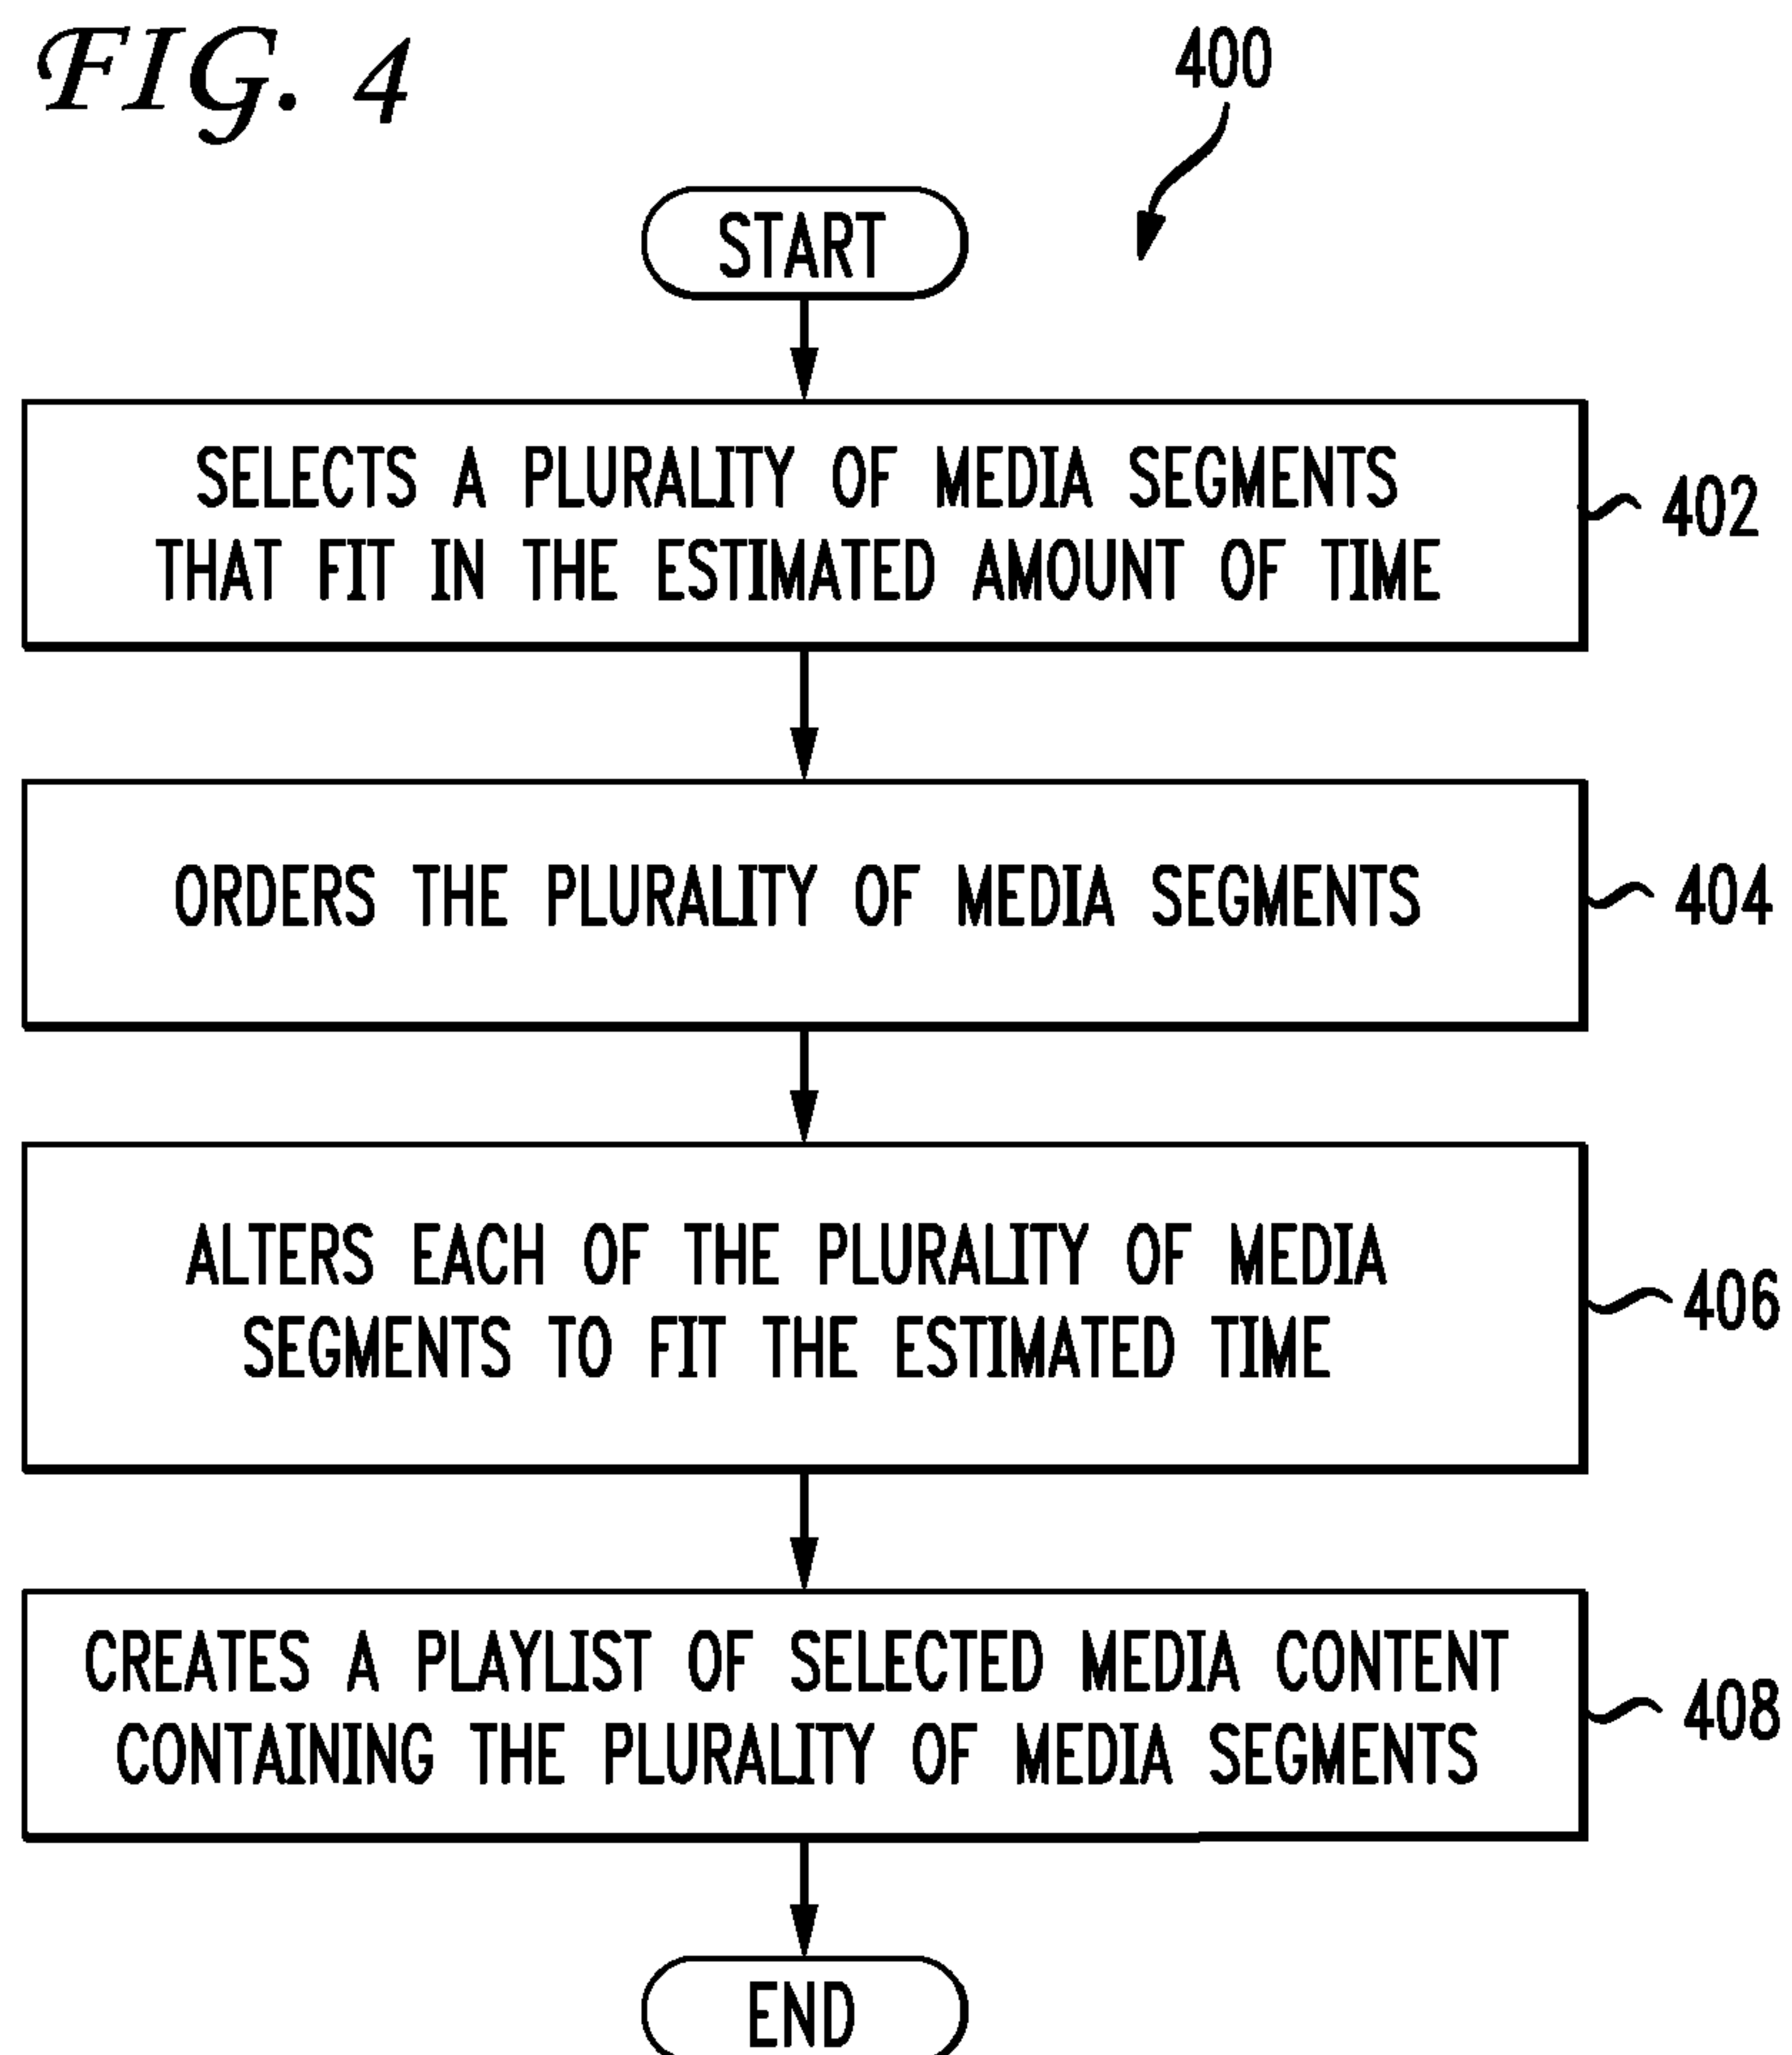 FIG. 4
400
START
SELECTS A PLURALITY OF MEDIA SEGMENTS
THAT FIT IN THE ESTIMATED AMOUNT OF TIME
402
ORDERS THE PLURALITY OF MEDIA SEGMENTS
404
ALTERS EACH OF THE PLURALITY OF MEDIA
SEGMENTS TO FIT THE ESTIMATED TIME
406
CREATES A PLAYLIST OF SELECTED MEDIA CONTENT
CONTAINING THE PLURALITY OF MEDIA SEGMENTS
408
END